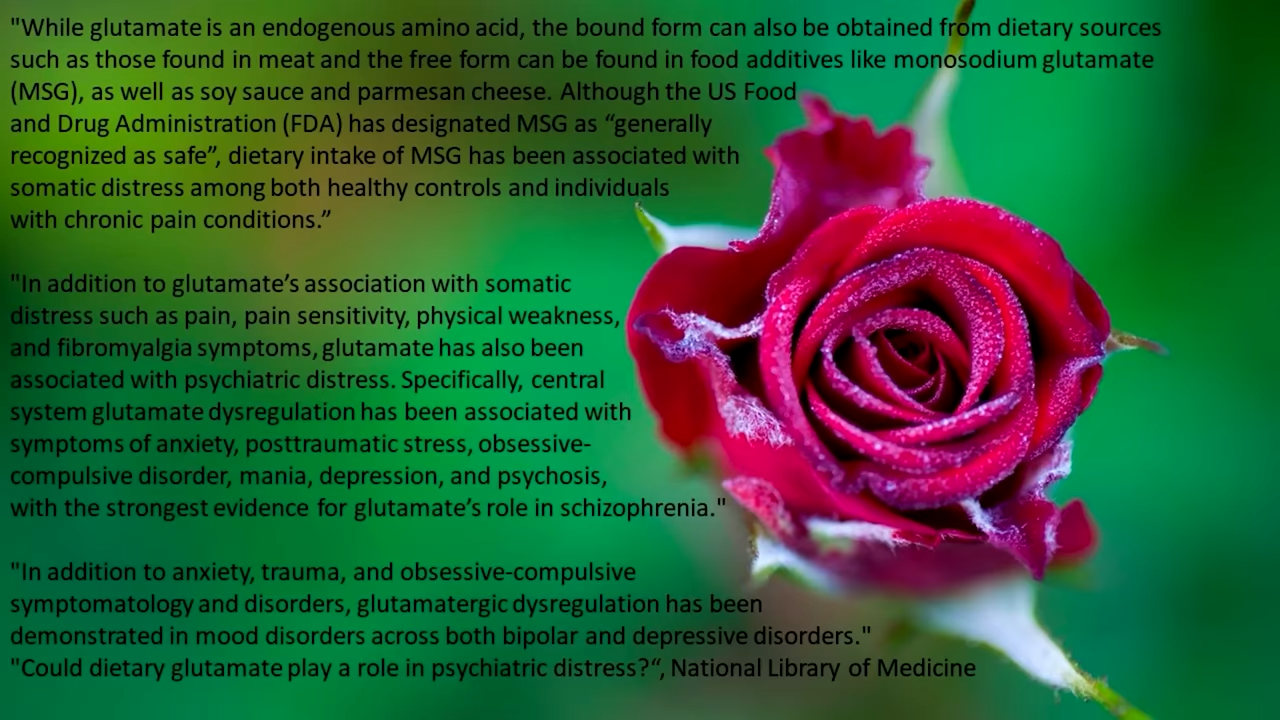 "While glutamate is an endogenous amino acid, the bound form can also be obtained from dietary sources
such as those found in meat and the free form can be found in food additives like monosodium glutamate
(MSG), as well as soy sauce and parmesan cheese. Although the US Food
and Drug Administration (FDA) has designated MSG as “generally
recognized as safe”, dietary intake of MSG has been associated with
somatic distress among both healthy controls and individuals
with chronic pain conditions.”
"In addition to glutamate’s association with somatic
distress such as pain, pain sensitivity, physical weakness,
and fibromyalgia symptoms, glutamate has also been
associated with psychiatric distress. Specifically, central
system glutamate dysregulation has been associated with
symptoms of anxiety, posttraumatic stress, obsessive-
compulsive disorder, mania, depression, and psychosis,
with the strongest evidence for glutamate’s role in schizophrenia."
"In addition to anxiety, trauma, and obsessive-compulsive
symptomatology and disorders, glutamatergic dysregulation has been
demonstrated in mood disorders across both bipolar and depressive disorders."
"Could dietary glutamate play a role in psychiatric distress?“, National Library of Medicine